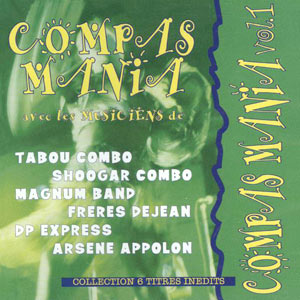 COMPAS
MANIA
avec les MUSICIENS de
TABOU COMBO
SHOOGAR COMBO
MAGNUM BAND
FRERES DEJEAN
DP EXPRESS
ARSENE APPOLON
COLLECTION 6 TITRES INEDITS
COMPAS MANIA vol.1